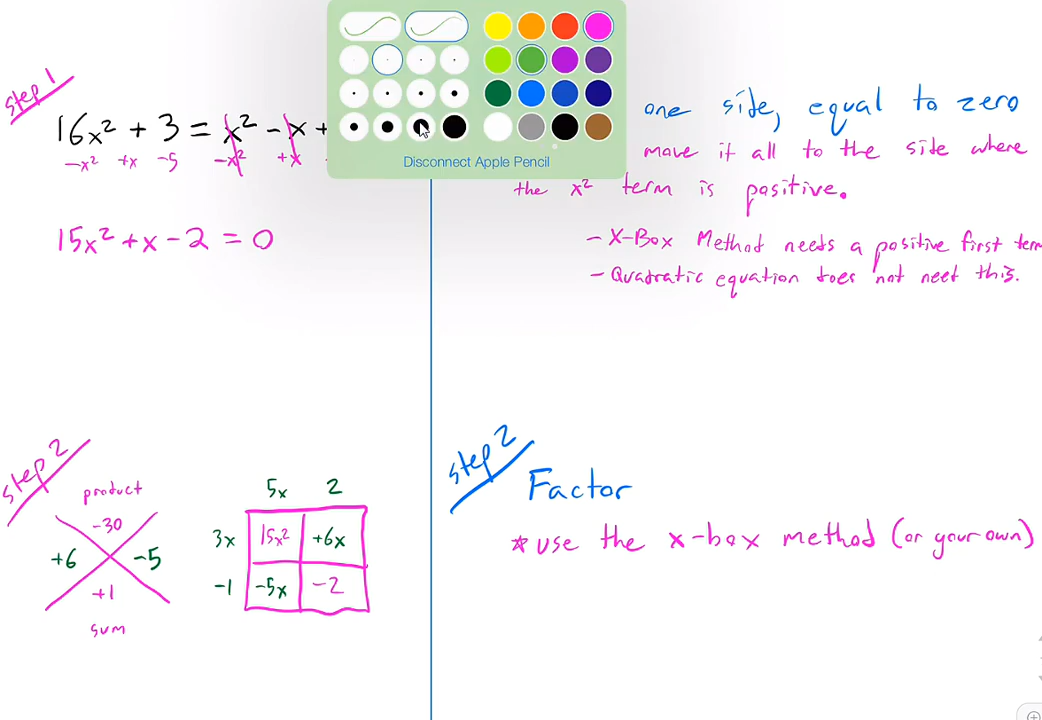 Disconnect Apple Pencil
step 1
16x² + 3 = x² - x +
-x² +x -5 -x² +x
15x² + x - 2 = 0
one side, equal to zero
move it all to the side where
the x² term is positive.
- X-Box Method needs a positive first term
- Quadratic equation does not neet this.
step 2
product
-30
+6 -5
+1
sum
5x 2
3x 15x² +6x
-1 -5x -2
step 2
Factor
*use the x-box method (or your own)